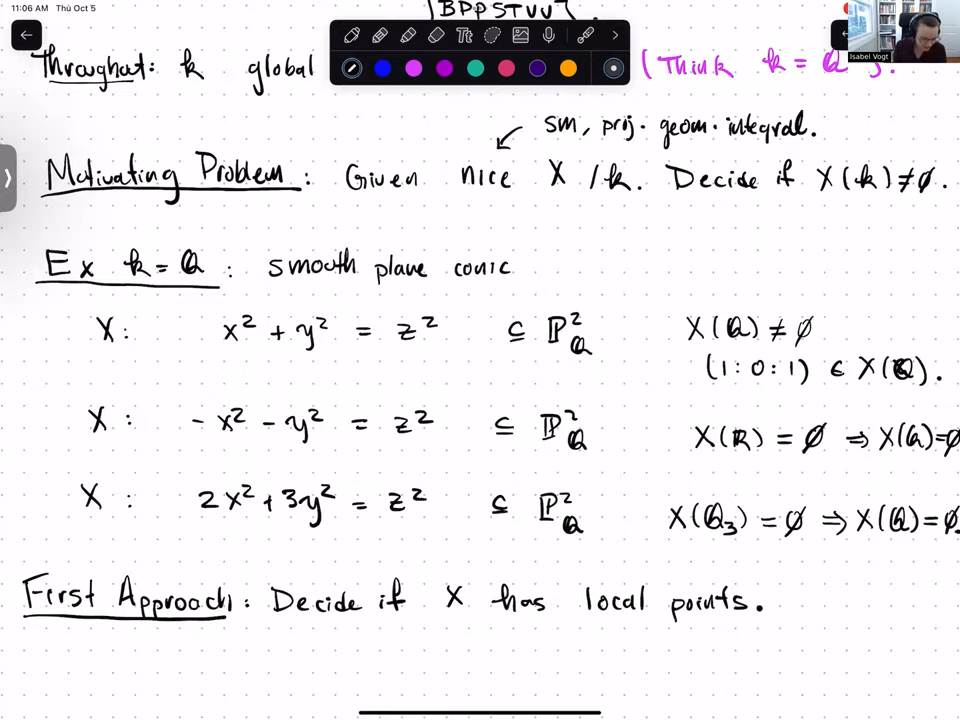 11:06 AM Thu Oct 5
BPPSTVV
Throughout: k global (Think k = Q).
sm, proj. geom. integral.
Motivating Problem: Given nice X/k. Decide if X(k) ≠ ∅.
Ex k = Q: smooth plane conic
X: x² + y² = z² ⊆ ℙ²_Q X(Q) ≠ ∅
(1:0:1) ∈ X(Q).
X: -x² - y² = z² ⊆ ℙ²_Q X(R) = ∅ ⇒ X(Q)=∅
X: 2x² + 3y² = z² ⊆ ℙ²_Q X(Q₃) = ∅ ⇒ X(Q)=∅.
First Approach: Decide if X has local points.
Isabel Vogt